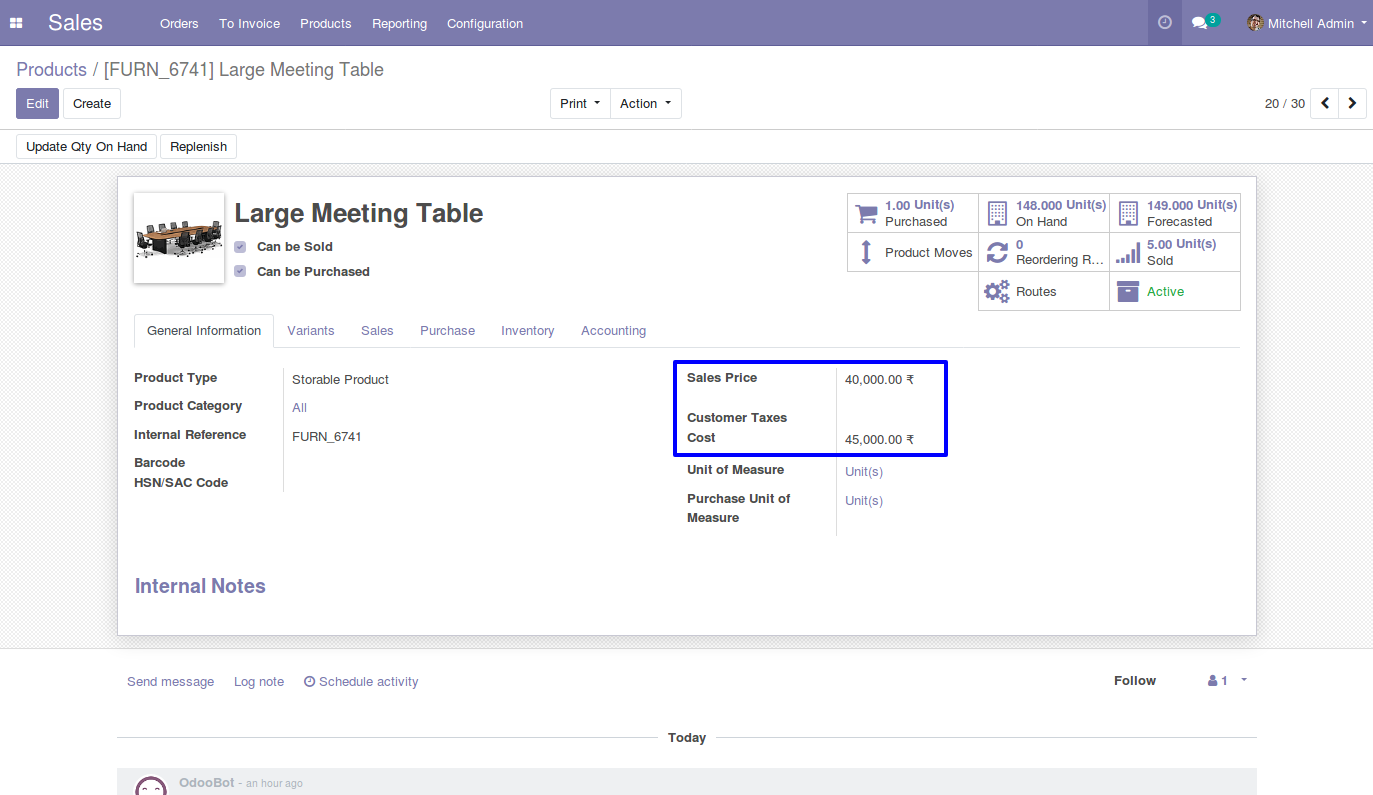 Sales Orders To Invoice Products Reporting Configuration 3 Mitchell Admin
Products / [FURN_6741] Large Meeting Table
Edit Create Print Action 20 / 30
Update Qty On Hand Replenish
Large Meeting Table
Can be Sold
Can be Purchased
1.00 Unit(s)
Purchased
148.000 Unit(s)
On Hand
149.000 Unit(s)
Forecasted
Product Moves
0
Reordering R...
5.00 Unit(s)
Sold
Routes
Active
General Information Variants Sales Purchase Inventory Accounting
Product Type Storable Product
Product Category All
Internal Reference FURN_6741
Barcode
HSN/SAC Code
Sales Price 40,000.00 ₹
Customer Taxes
Cost 45,000.00 ₹
Unit of Measure Unit(s)
Purchase Unit of Unit(s)
Measure
Internal Notes
Send message Log note Schedule activity Follow 1
Today
OdooBot - an hour ago